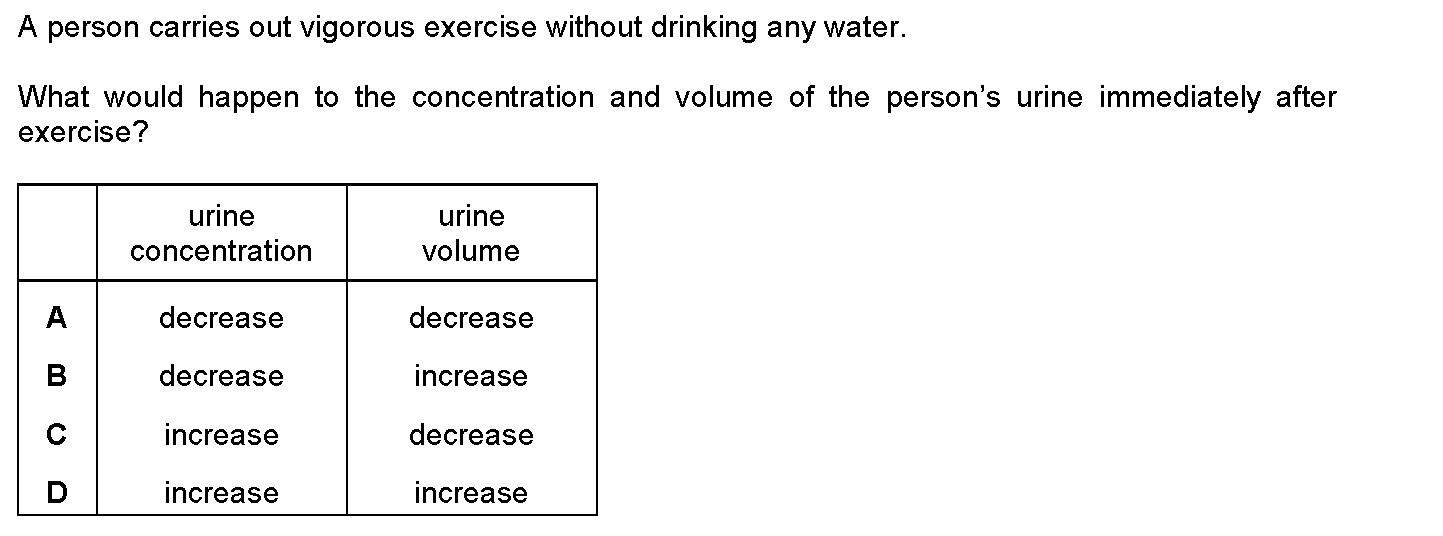 A person carries out vigorous exercise without drinking any water.
What would happen to the concentration and volume of the person's urine immediately after
exercise?
urine concentration urine volume
A decrease decrease
B decrease increase
C increase decrease
D increase increase